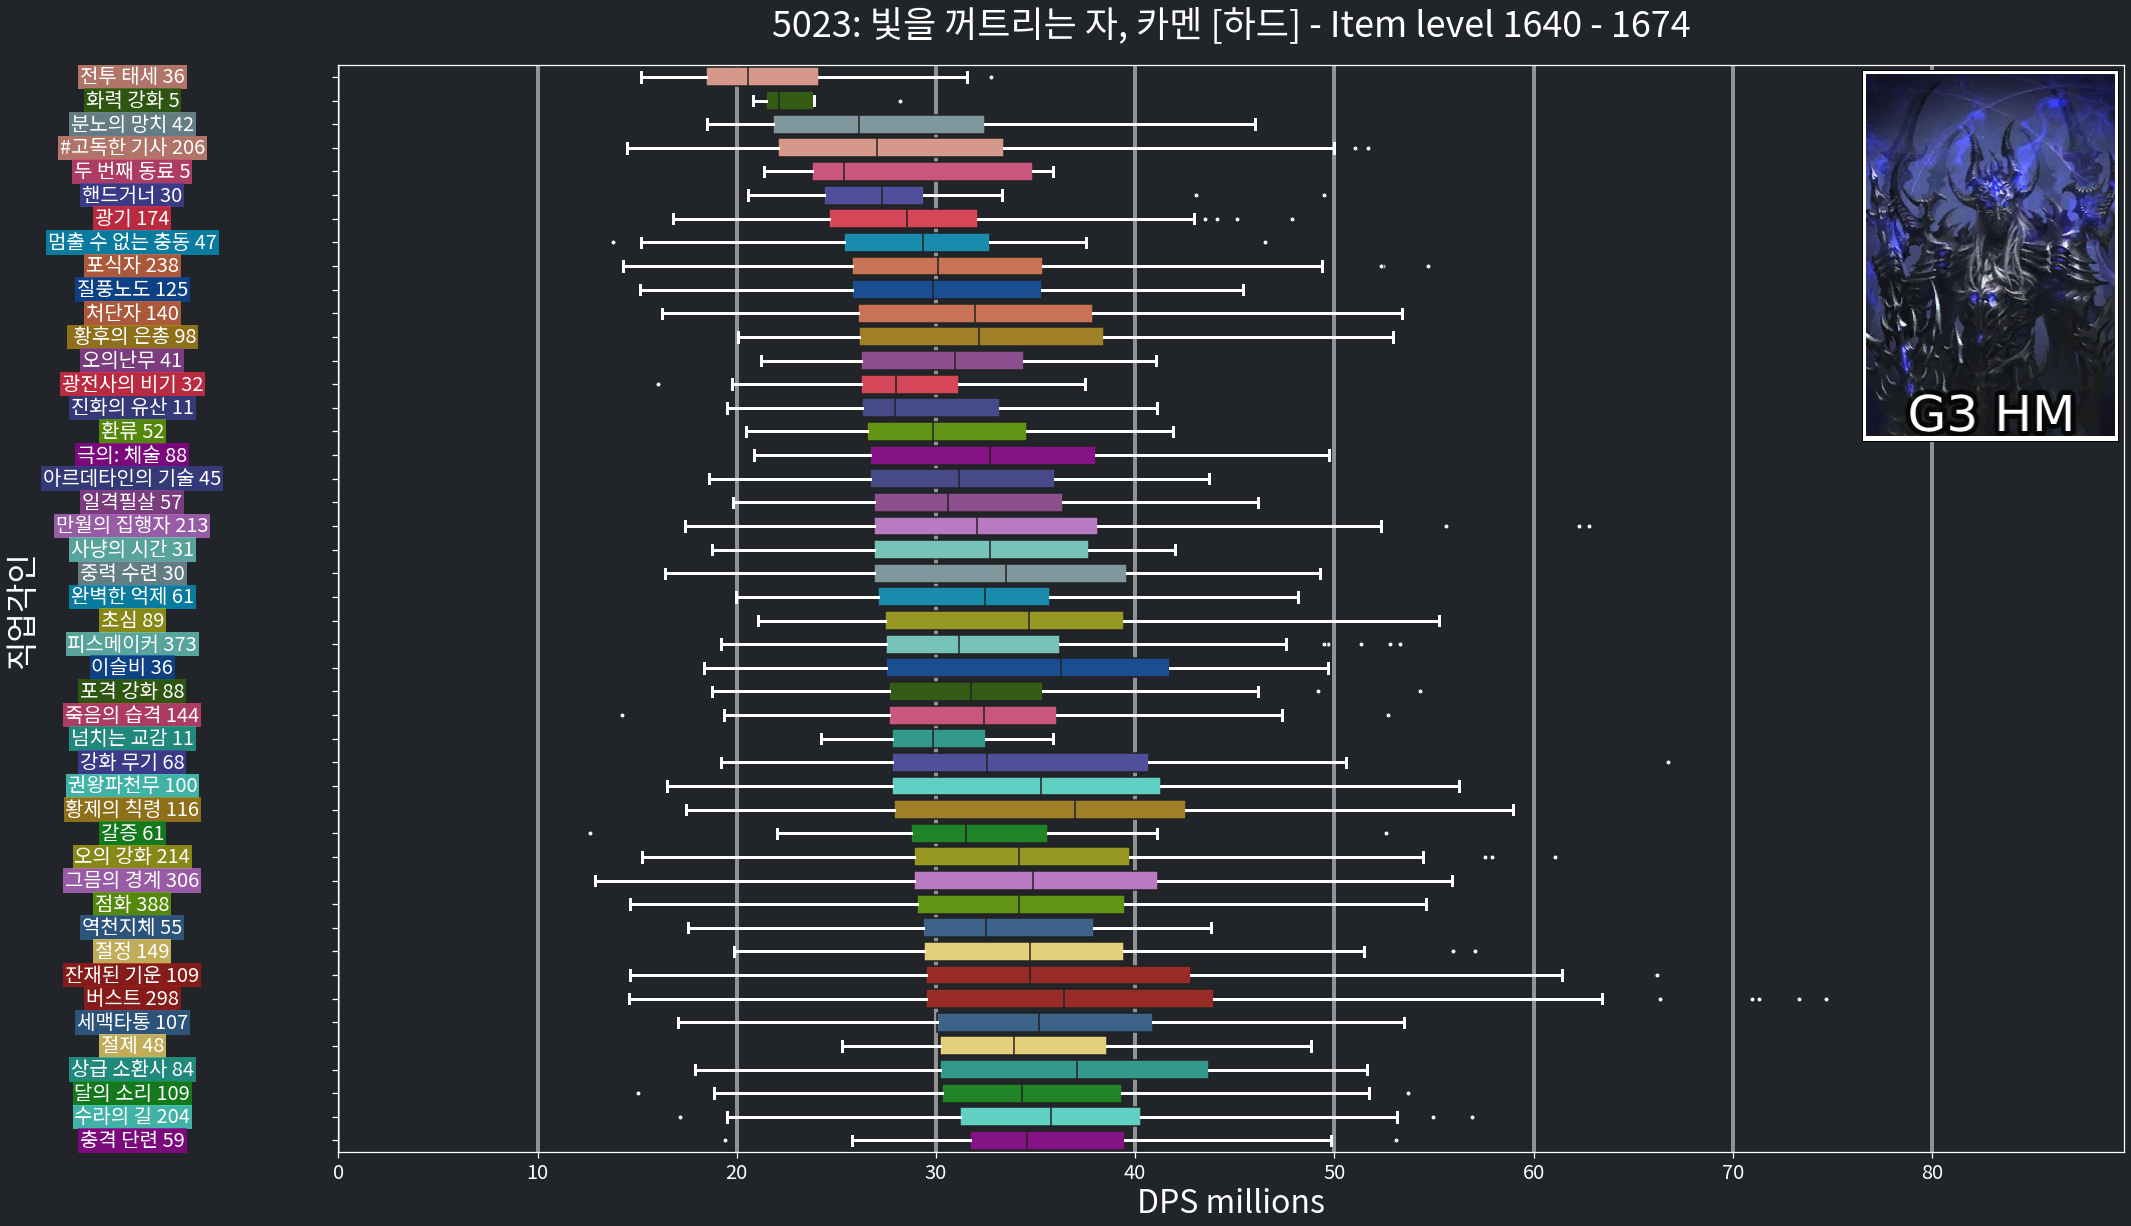 5023: 빛을 꺼트리는 자, 카멘 [하드] - Item level 1640 - 1674
전투 태세 36
화력 강화 5
분노의 망치 42
#고독한 기사 206
두 번째 동료 5
핸드거너 30
광기 174
멈출 수 없는 충동 47
포식자 238
질풍노도 125
처단자 140
황후의 은총 98
오의난무 41
광전사의 비기 32
진화의 유산 11
환류 52
극의: 체술 88
아르데타인의 기술 45
일격필살 57
만월의 집행자 213
사냥의 시간 31
중력 수련 30
완벽한 억제 61
초심 89
피스메이커 373
이슬비 36
포격 강화 88
죽음의 습격 144
넘치는 교감 11
강화 무기 68
권왕파천무 100
황제의 칙령 116
갈증 61
오의 강화 214
그믐의 경계 306
점화 388
역천지체 55
절정 149
잔재된 기운 109
버스트 298
세맥타통 107
절제 48
상급 소환사 84
달의 소리 109
수라의 길 204
충격 단련 59
직업각인
G3 HM
0 10 20 30 40 50 60 70 80
DPS millions